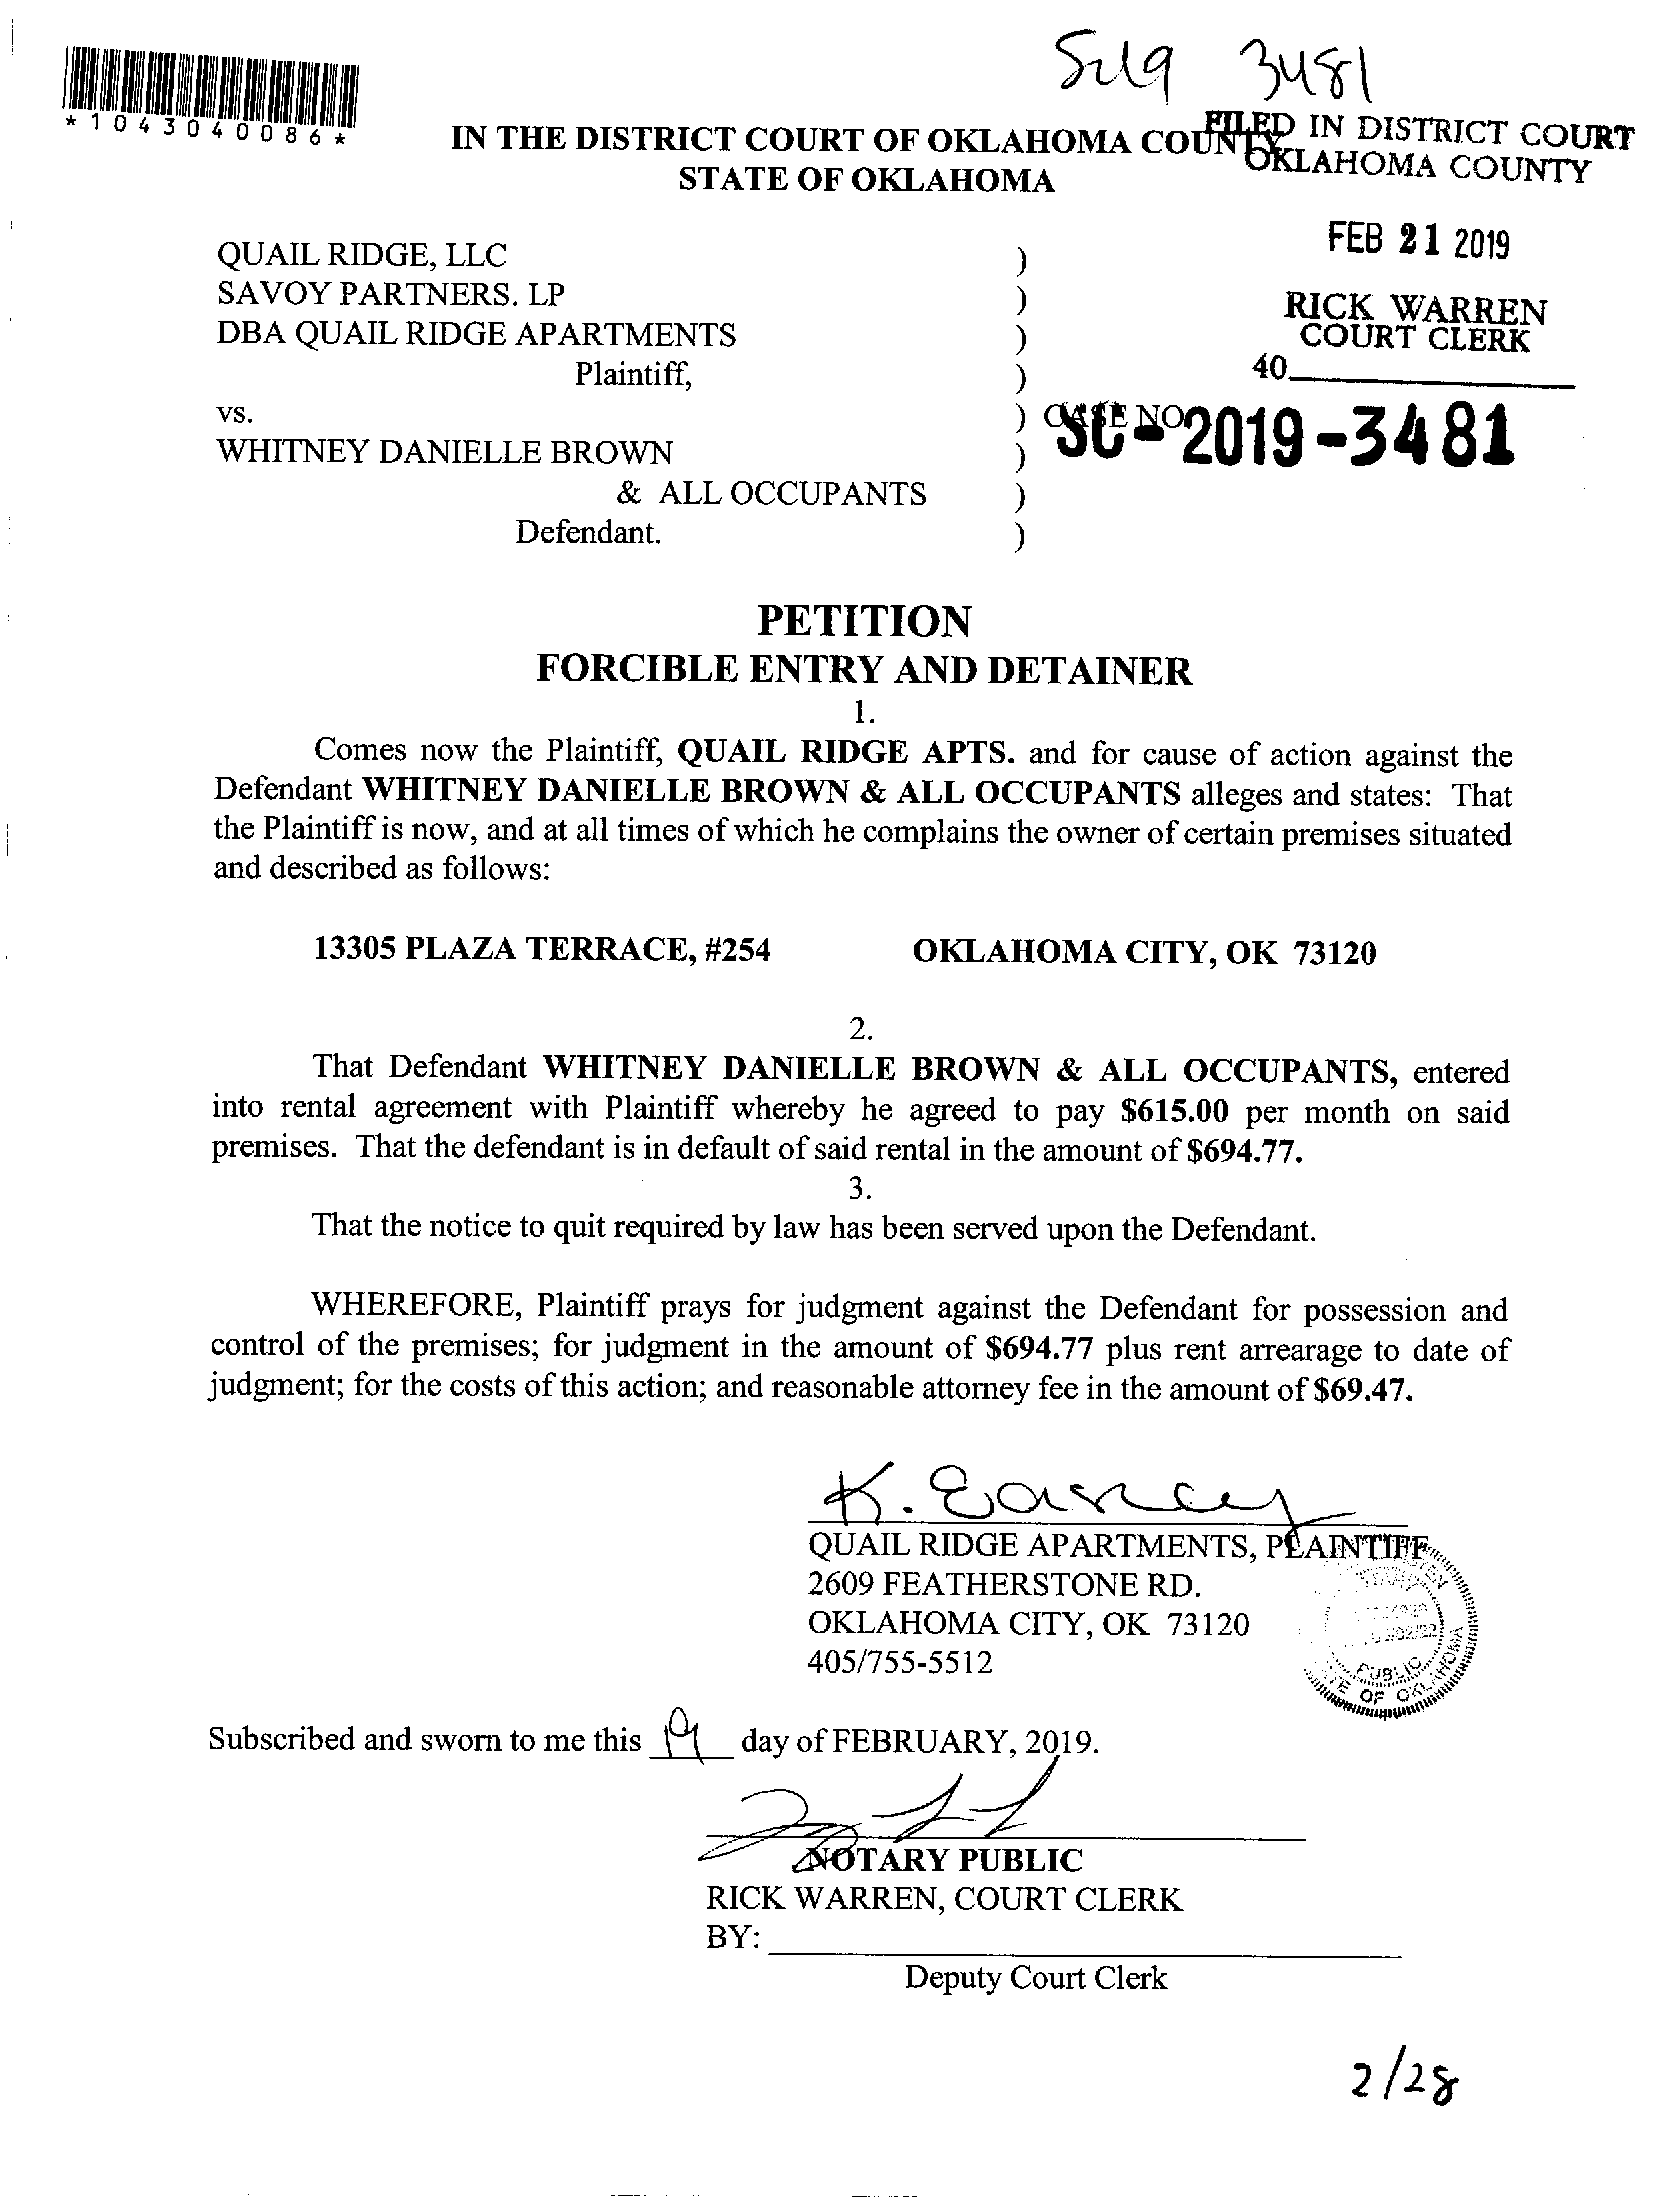 3481
*1043040086*
FILED IN DISTRICT COURT
OKLAHOMA COUNTY
IN THE DISTRICT COURT OF OKLAHOMA COUNTY
STATE OF OKLAHOMA
FEB 21 2019
RICK WARREN
COURT CLERK
40
QUAIL RIDGE, LLC )
SAVOY PARTNERS. LP )
DBA QUAIL RIDGE APARTMENTS )
Plaintiff, )
vs. ) CASE NO
SC-2019-3481
WHITNEY DANIELLE BROWN )
& ALL OCCUPANTS )
Defendant. )
PETITION
FORCIBLE ENTRY AND DETAINER
1.
Comes now the Plaintiff, QUAIL RIDGE APTS. and for cause of action against the
Defendant WHITNEY DANIELLE BROWN & ALL OCCUPANTS alleges and states: That
the Plaintiff is now, and at all times of which he complains the owner of certain premises situated
and described as follows:
13305 PLAZA TERRACE, #254 OKLAHOMA CITY, OK 73120
2.
That Defendant WHITNEY DANIELLE BROWN & ALL OCCUPANTS, entered
into rental agreement with Plaintiff whereby he agreed to pay $615.00 per month on said
premises. That the defendant is in default of said rental in the amount of $694.77.
3.
That the notice to quit required by law has been served upon the Defendant.
WHEREFORE, Plaintiff prays for judgment against the Defendant for possession and
control of the premises; for judgment in the amount of $694.77 plus rent arrearage to date of
judgment; for the costs of this action; and reasonable attorney fee in the amount of $69.47.
QUAIL RIDGE APARTMENTS, PLAINTIFF
2609 FEATHERSTONE RD.
OKLAHOMA CITY, OK 73120
405/755-5512
PUBLIC
OF OKLAHOMA
Subscribed and sworn to me this 19 day of FEBRUARY, 2019.
NOTARY PUBLIC
RICK WARREN, COURT CLERK
BY:
Deputy Court Clerk
2/28